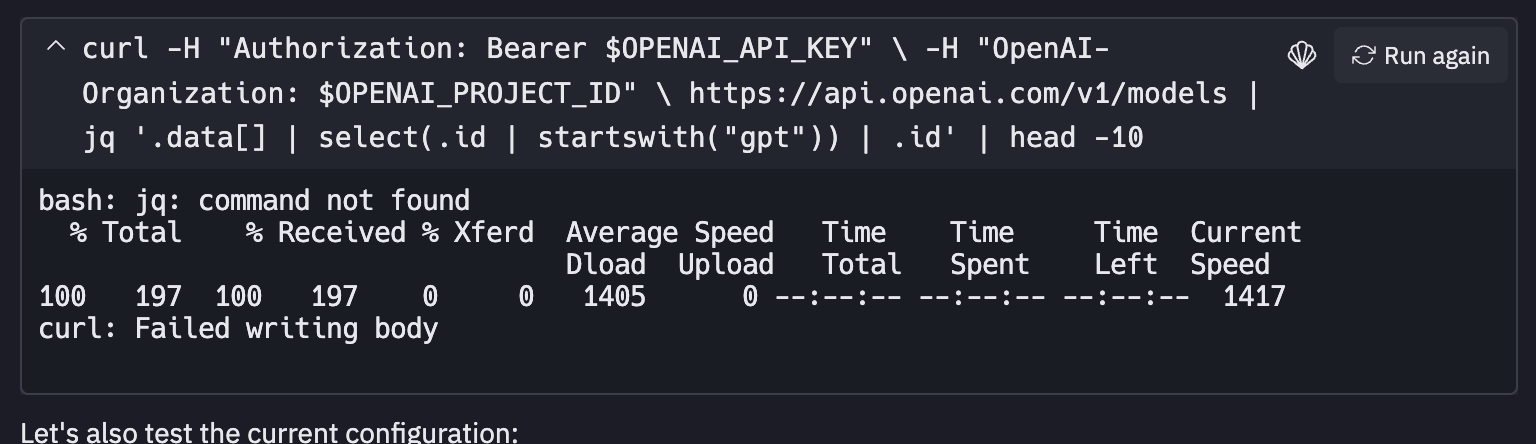 curl -H "Authorization: Bearer $OPENAI_API_KEY" \ -H "OpenAI-
Organization: $OPENAI_PROJECT_ID" \ https://api.openai.com/v1/models |
jq '.data[] | select(.id | startswith("gpt")) | .id' | head -10
Run again
bash: jq: command not found
  % Total    % Received % Xferd  Average Speed   Time    Time     Time  Current
                                 Dload  Upload   Total   Spent    Left  Speed
100   197  100   197    0     0   1405      0 --:--:-- --:--:-- --:--:--  1417
curl: Failed writing body
Let's also test the current configuration: